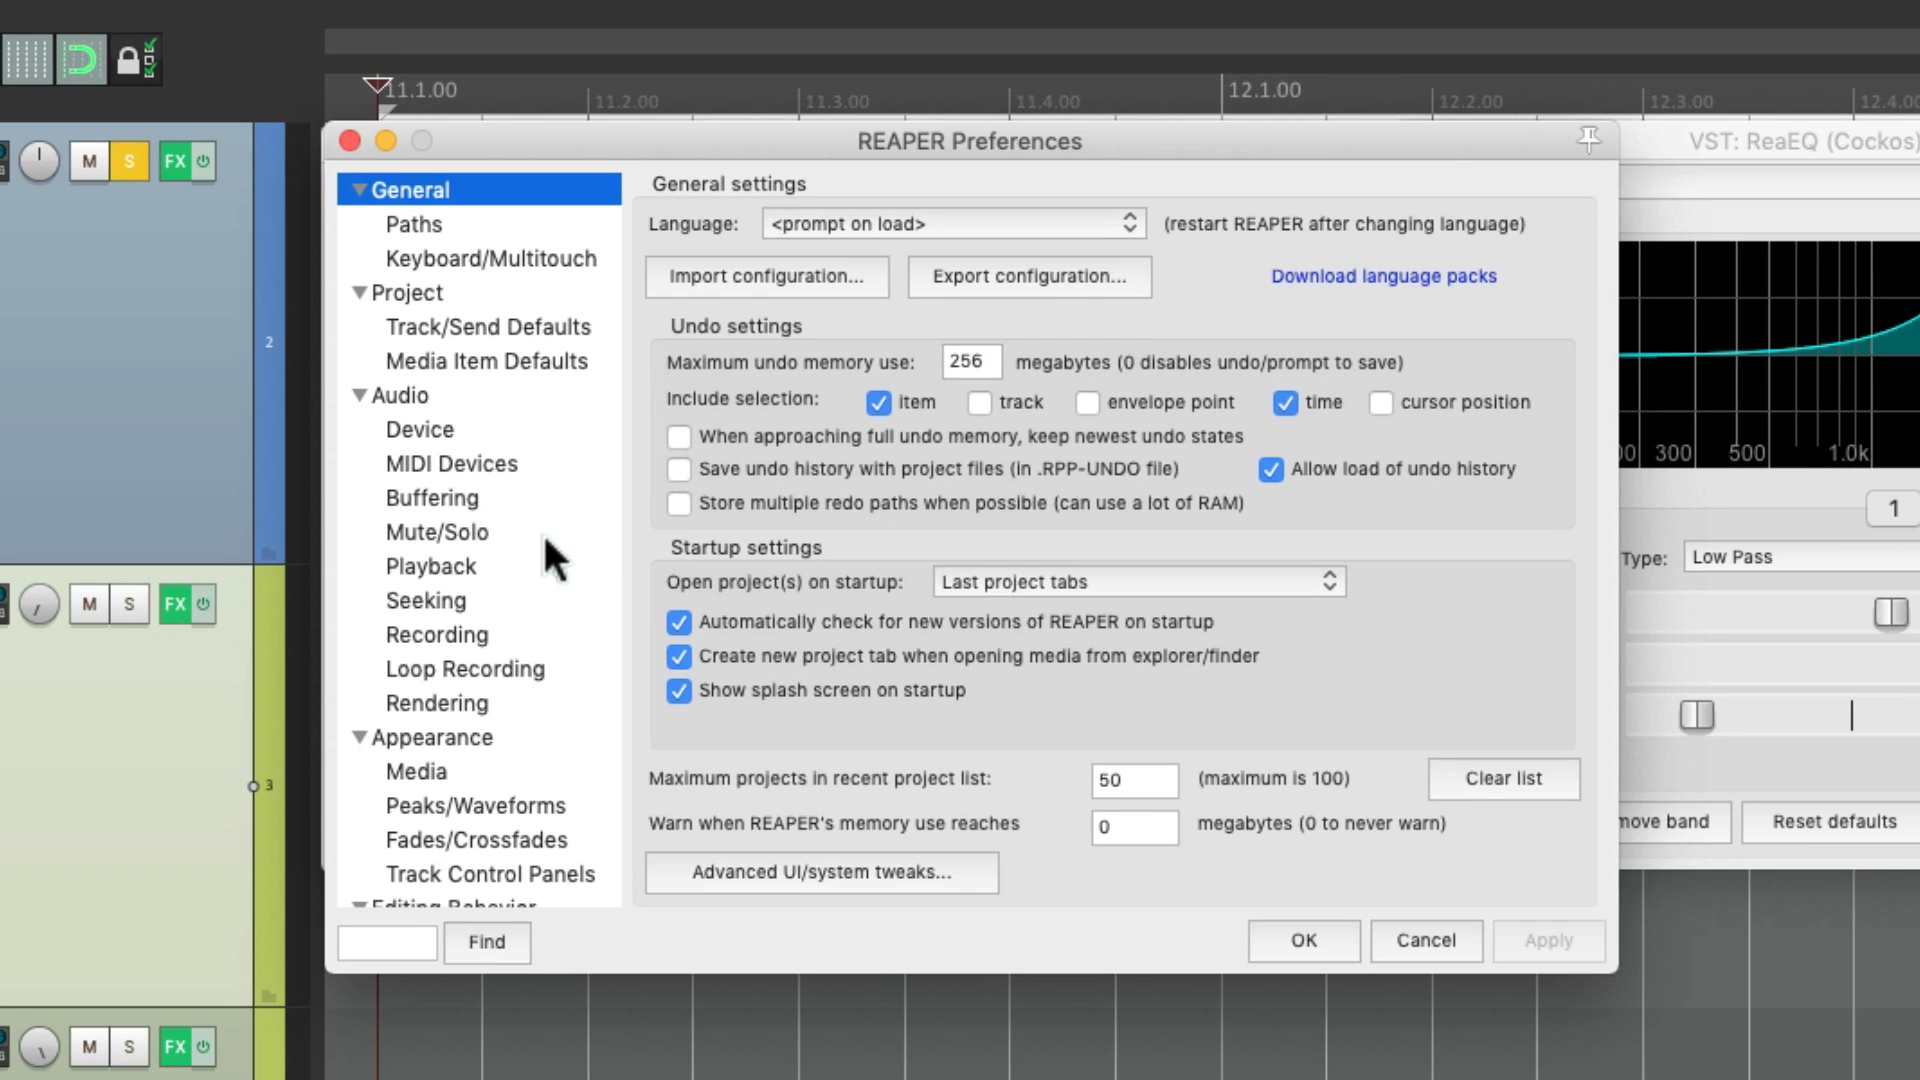 11.1.00
12.1.00
11.2.00
11.3.00
11.4.00
12.2.00
12.3.00
12.4.00
REAPER Preferences
VST: ReaEQ (Cockos)
M S FX
2
General
Paths
Keyboard/Multitouch
Project
Track/Send Defaults
Media Item Defaults
Audio
Device
MIDI Devices
Buffering
Mute/Solo
Playback
Seeking
Recording
Loop Recording
Rendering
Appearance
Media
Peaks/Waveforms
Fades/Crossfades
Track Control Panels
Editing Behavior
Find
General settings
Language: <prompt on load> (restart REAPER after changing language)
Import configuration... Export configuration... Download language packs
Undo settings
Maximum undo memory use: 256 megabytes (0 disables undo/prompt to save)
Include selection: item track envelope point time cursor position
When approaching full undo memory, keep newest undo states
Save undo history with project files (in .RPP-UNDO file) Allow load of undo history
Store multiple redo paths when possible (can use a lot of RAM)
Startup settings
Open project(s) on startup: Last project tabs
Automatically check for new versions of REAPER on startup
Create new project tab when opening media from explorer/finder
Show splash screen on startup
Maximum projects in recent project list: 50 (maximum is 100) Clear list
Warn when REAPER's memory use reaches 0 megabytes (0 to never warn)
Advanced UI/system tweaks...
OK Cancel Apply
300 500 1.0k
1
Type: Low Pass
move band Reset defaults
M S FX
3
M S FX